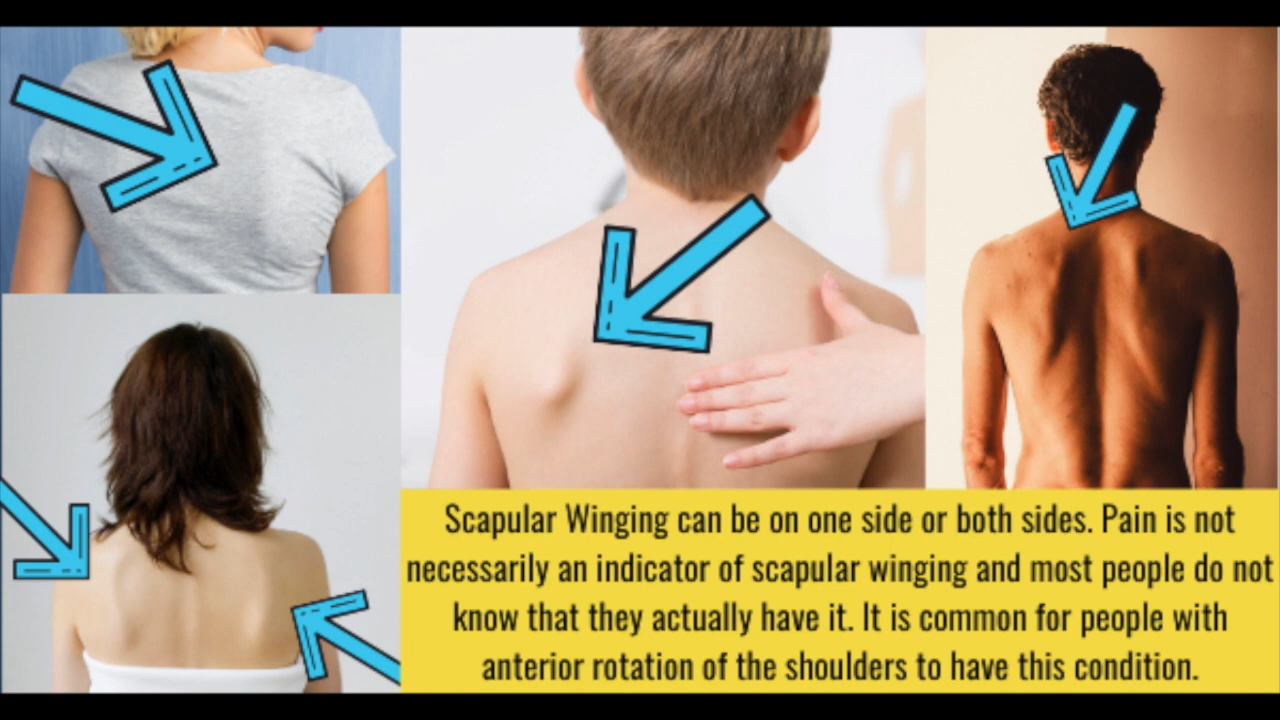 Scapular Winging can be on one side or both sides. Pain is not
necessarily an indicator of scapular winging and most people do not
know that they actually have it. It is common for people with
anterior rotation of the shoulders to have this condition.